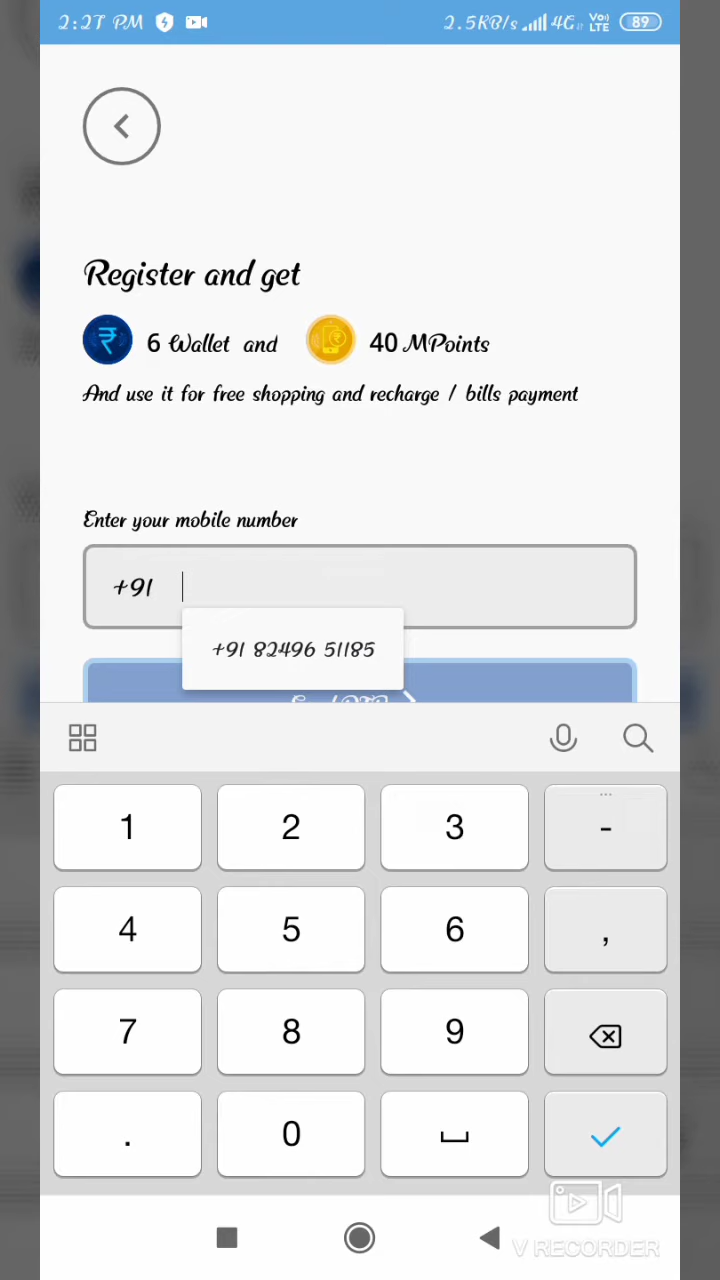 2:27 PM 2.5KB/s 4G Vo) LTE 89
Register and get
₹ 6 Wallet and ₹ 40 MPoints
And use it for free shopping and recharge / bills payment
Enter your mobile number
+91
+91 82496 51185
1 2 3 -
4 5 6 ,
7 8 9
. 0
V RECORDER